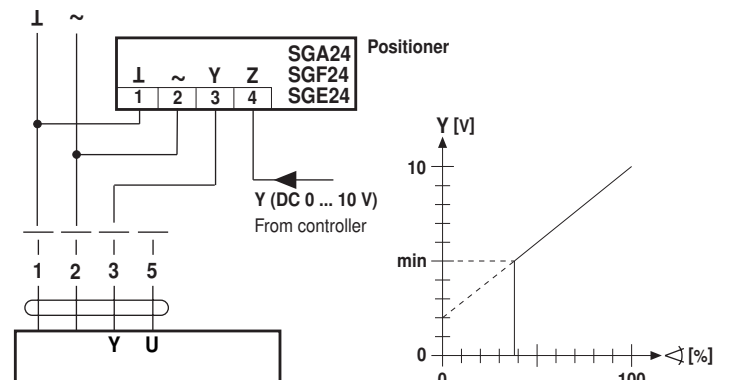 ⊥ ~
SGA24 Positioner
⊥ ~ Y Z SGF24
1 2 3 4 SGE24
Y [V]
10
Y (DC 0 ... 10 V)
From controller
min
1 2 3 5
Y U
0
[%]
0 100